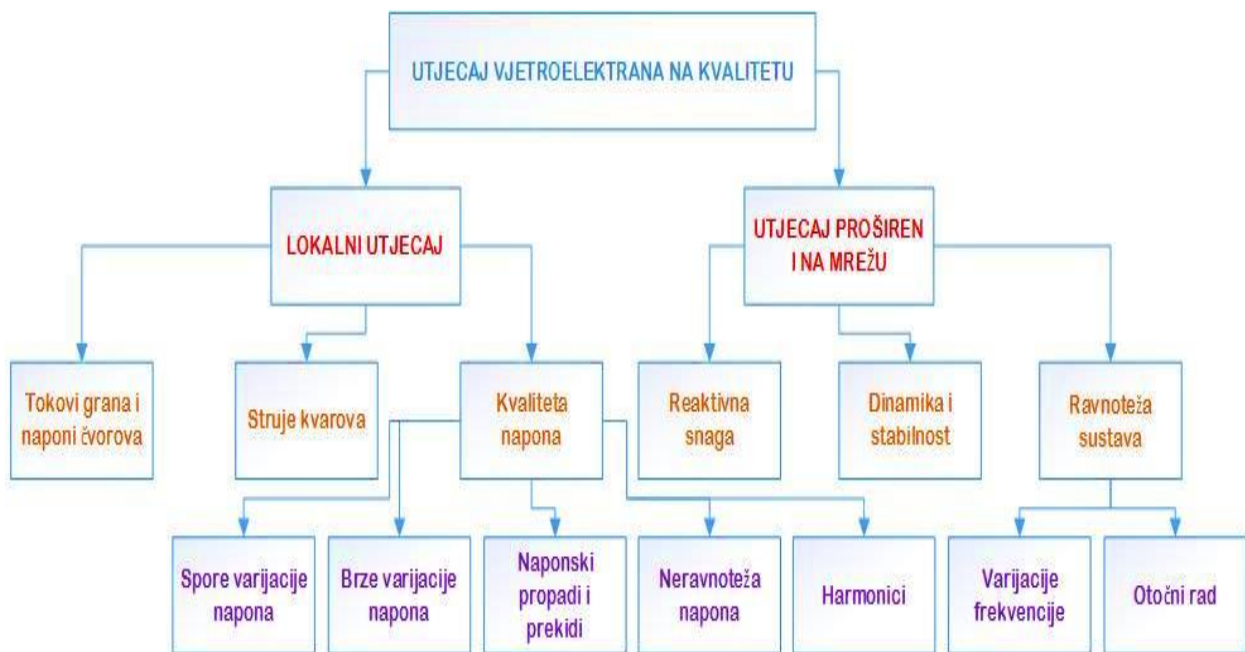 UTJECAJ VJETROELEKTRANA NA KVALITETU
LOKALNI UTJECAJ
UTJECAJ PROŠIREN
I NA MREŽU
Tokovi grana i
naponi čvorova
Struje kvarova
Kvaliteta
napona
Reaktivna
snaga
Dinamika i
stabilnost
Ravnoteža
sustava
Spore varijacije
napona
Brze varijacije
napona
Naponski
propadi i
prekidi
Neravnoteža
napona
Harmonici
Varijacije
frekvencije
Otočni rad